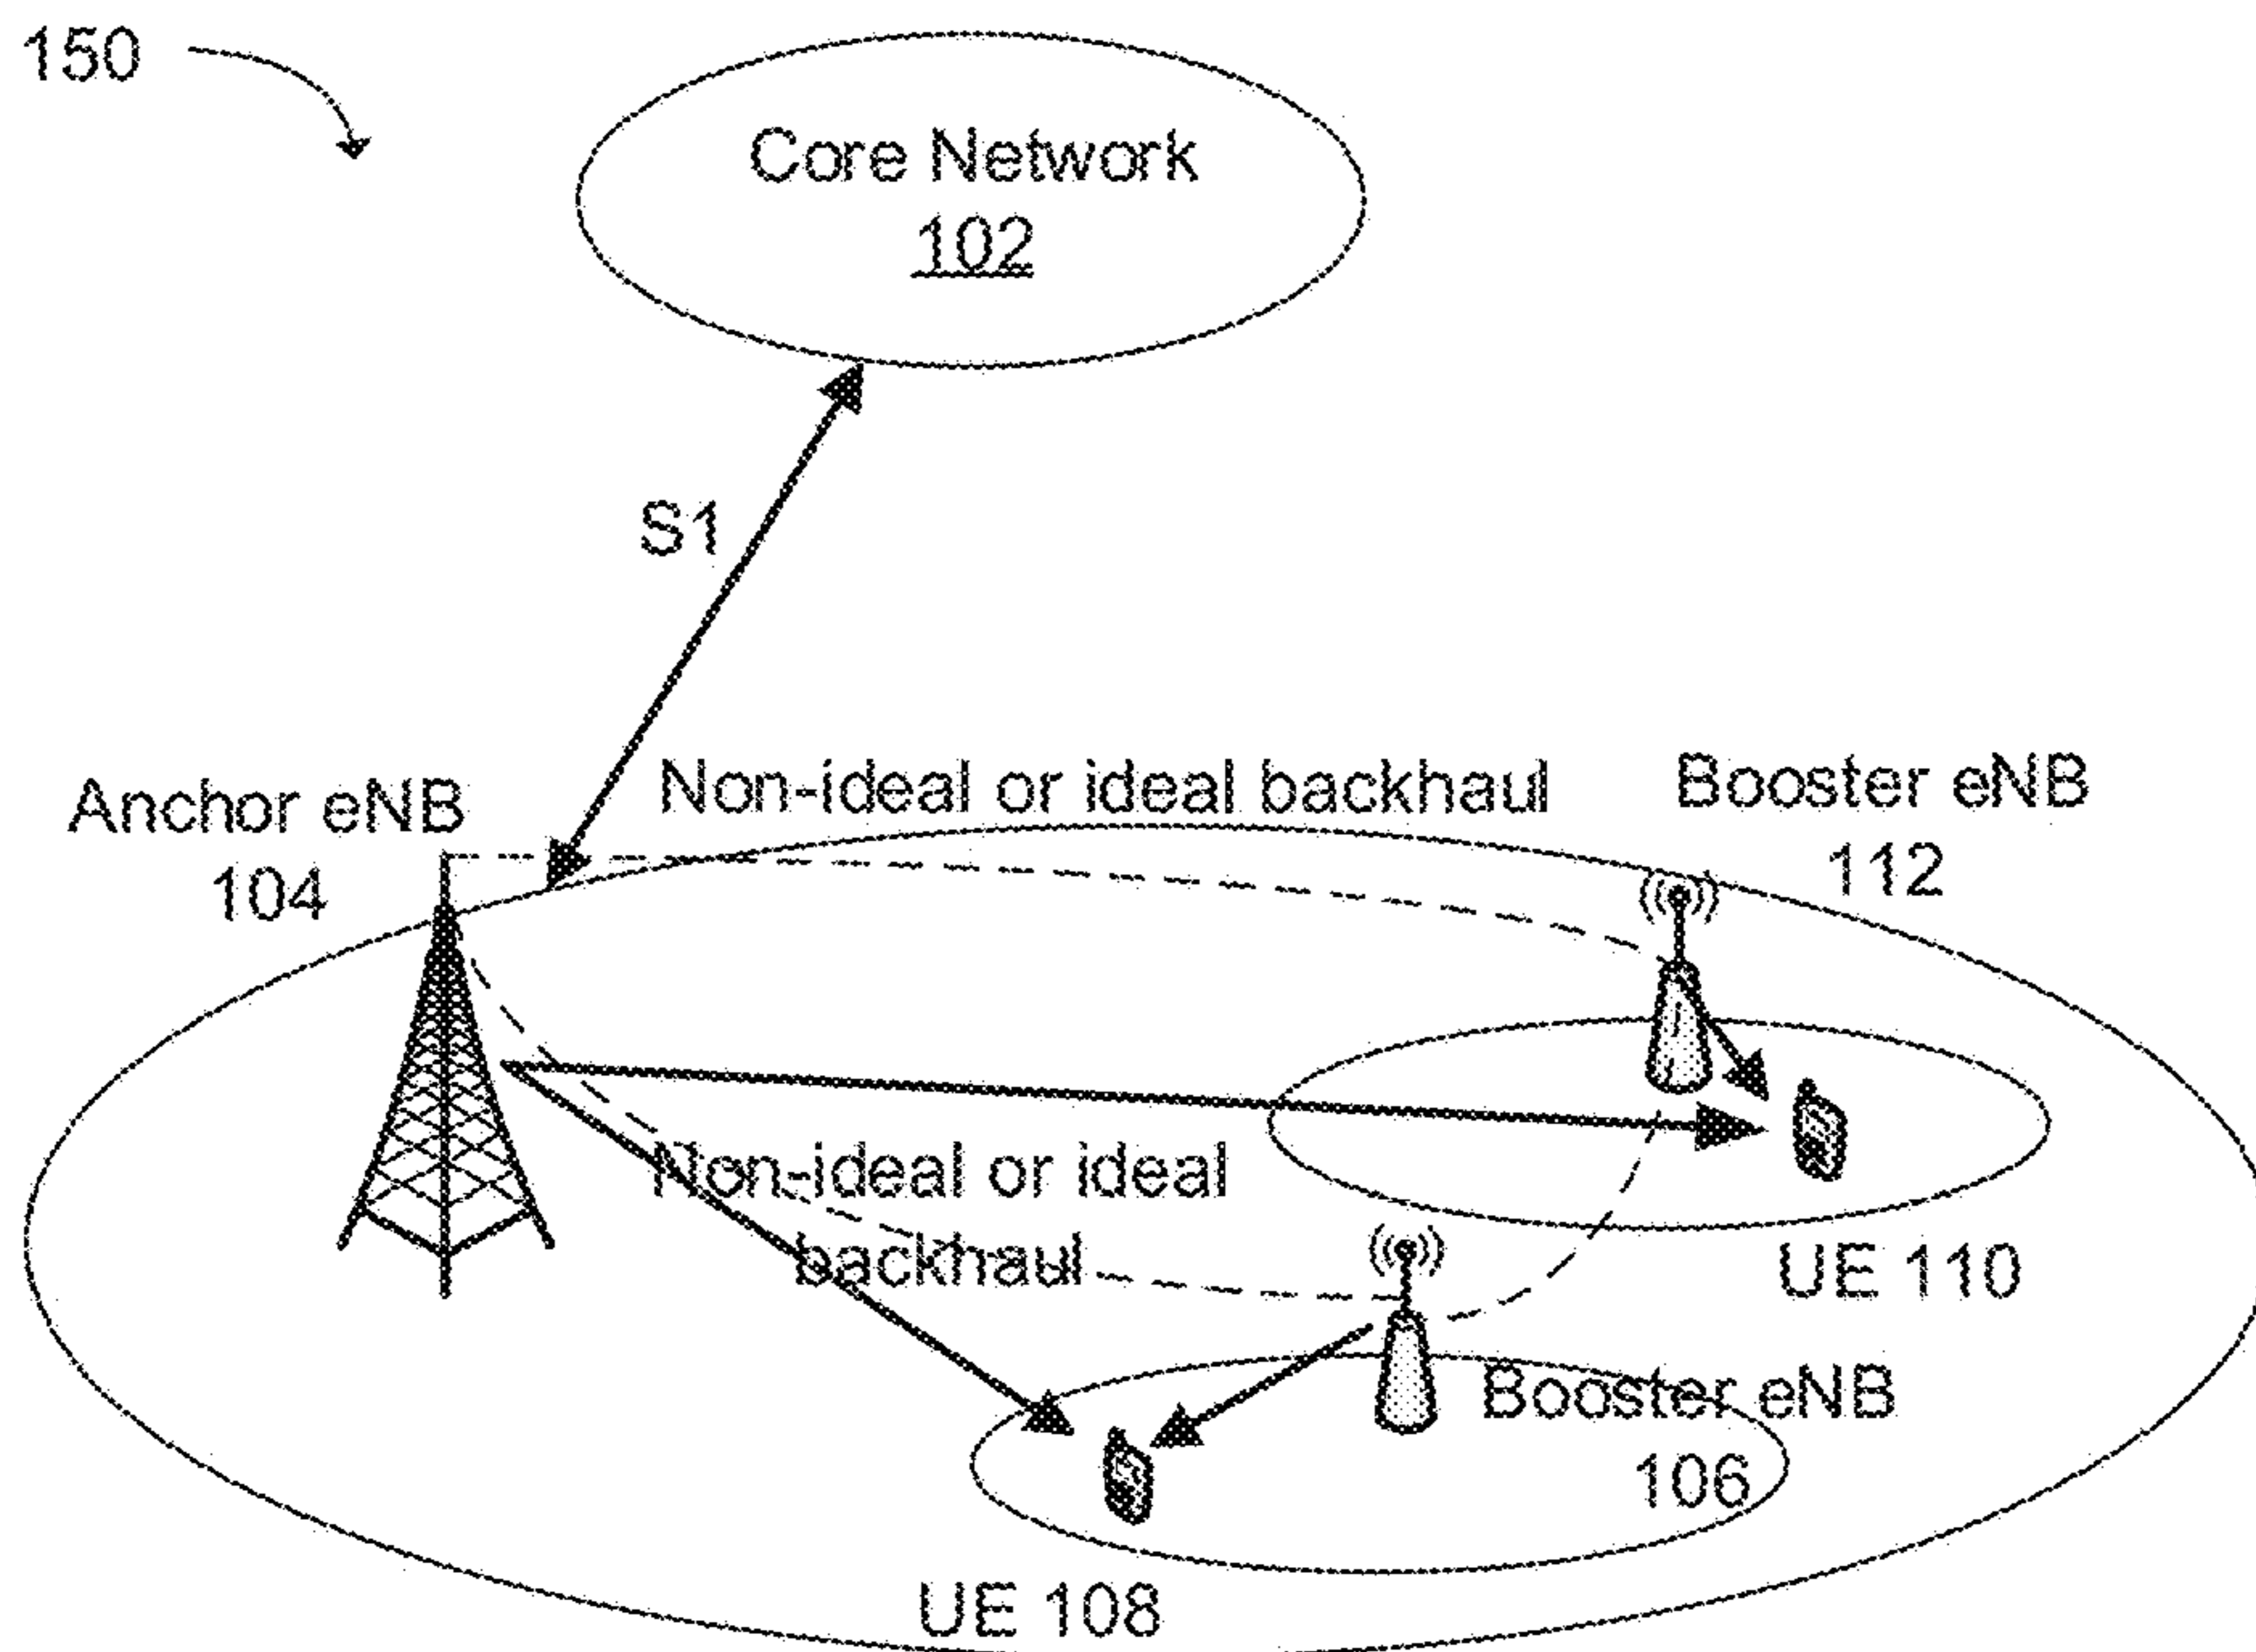 150
Core Network
102
S1
Non-ideal or ideal backhaul
Booster eNB
112
Anchor eNB
104
Non-ideal or ideal
backhaul
UE 110
Booster eNB
106
UE 108